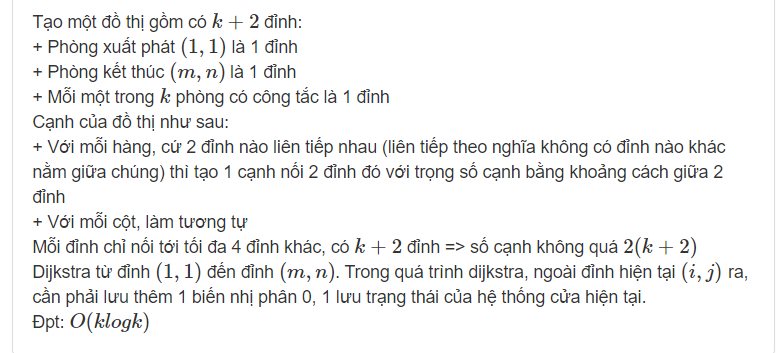 Tạo một đồ thị gồm có k + 2 đỉnh:
+ Phòng xuất phát (1, 1) là 1 đỉnh
+ Phòng kết thúc (m, n) là 1 đỉnh
+ Mỗi một trong k phòng có công tắc là 1 đỉnh
Cạnh của đồ thị như sau:
+ Với mỗi hàng, cứ 2 đỉnh nào liên tiếp nhau (liên tiếp theo nghĩa không có đỉnh nào khác
nằm giữa chúng) thì tạo 1 cạnh nối 2 đỉnh đó với trọng số cạnh bằng khoảng cách giữa 2
đỉnh
+ Với mỗi cột, làm tương tự
Mỗi đỉnh chỉ nối tới tối đa 4 đỉnh khác, có k + 2 đỉnh => số cạnh không quá 2(k + 2)
Dijkstra từ đỉnh (1, 1) đến đỉnh (m, n). Trong quá trình dijkstra, ngoài đỉnh hiện tại (i, j) ra,
cần phải lưu thêm 1 biến nhị phân 0, 1 lưu trạng thái của hệ thống cửa hiện tại.
Đpt: O(klogk)